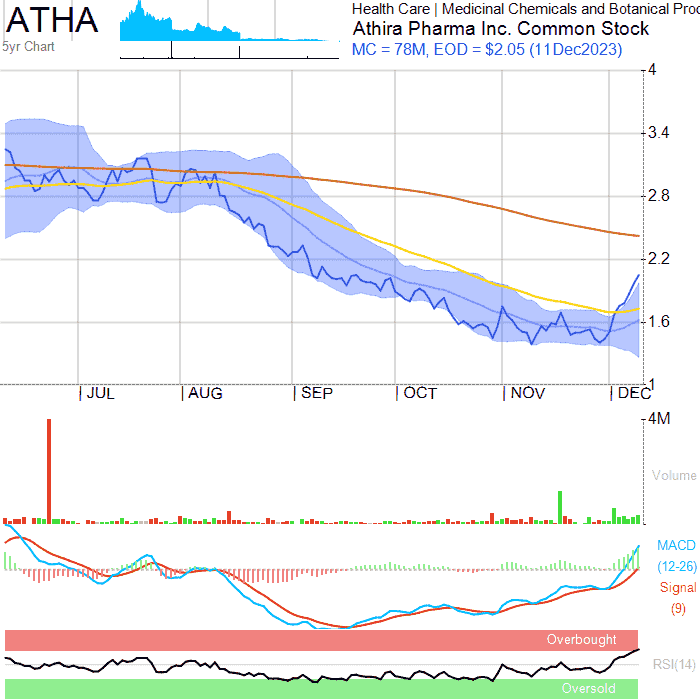 ATHA
5yr Chart
Health Care | Medicinal Chemicals and Botanical Proc
Athira Pharma Inc. Common Stock
MC = 78M, EOD = $2.05 (11Dec2023)
4
3.4
2.8
2.2
1.6
1
JUL AUG SEP OCT NOV DEC
4M
Volume
MACD
(12-26)
Signal
(9)
Overbought
RSI(14)
Oversold